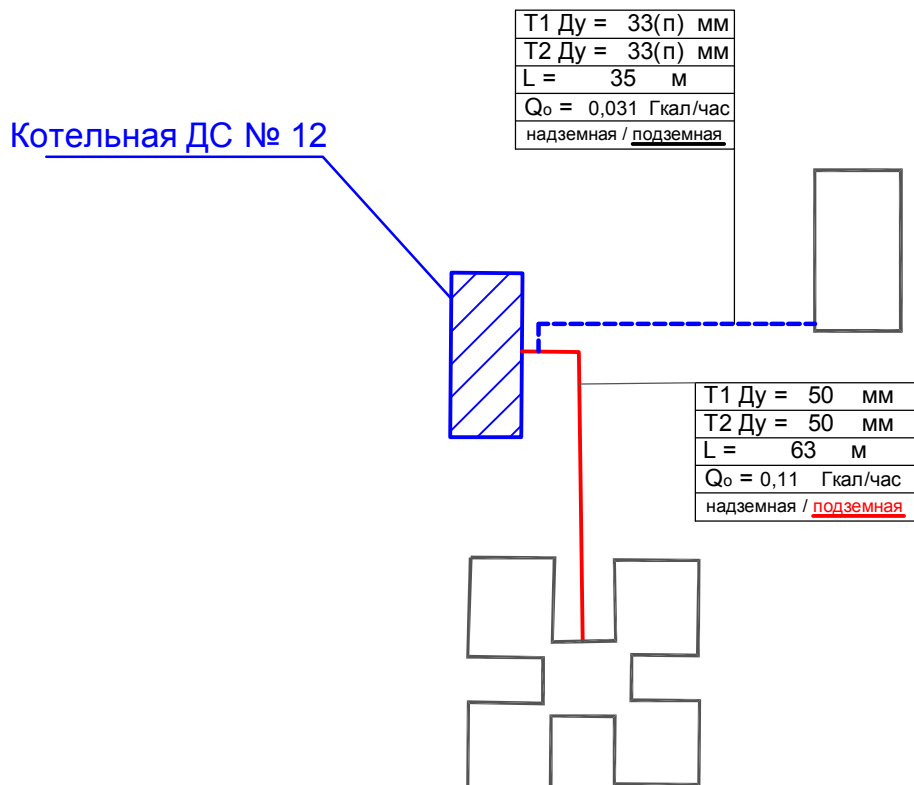 Т1 Ду = 33(п) мм
Т2 Ду = 33(п) мм
L = 35 м
Qо = 0,031 Гкал/час
надземная / подземная
Котельная ДС № 12
Т1 Ду = 50 мм
Т2 Ду = 50 мм
L = 63 м
Qо = 0,11 Гкал/час
надземная / подземная